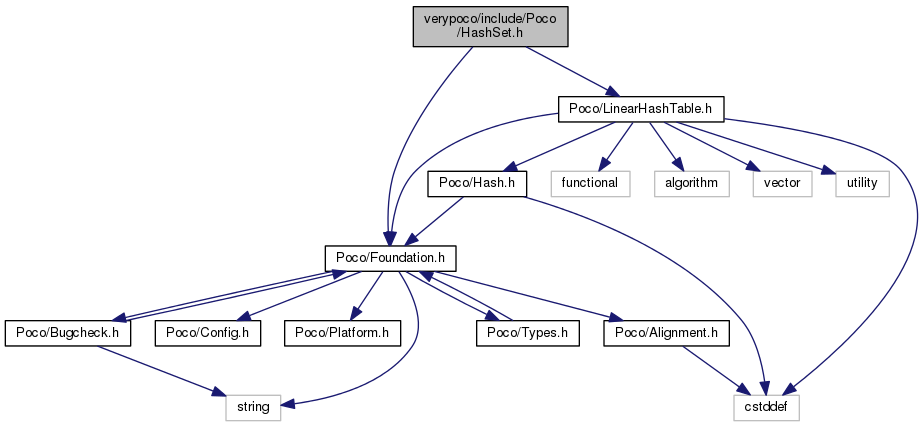 verypoco/include/Poco
/HashSet.h
Poco/LinearHashTable.h
Poco/Hash.h
functional
algorithm
vector
utility
Poco/Foundation.h
Poco/Bugcheck.h
Poco/Config.h
Poco/Platform.h
Poco/Types.h
Poco/Alignment.h
string
cstddef